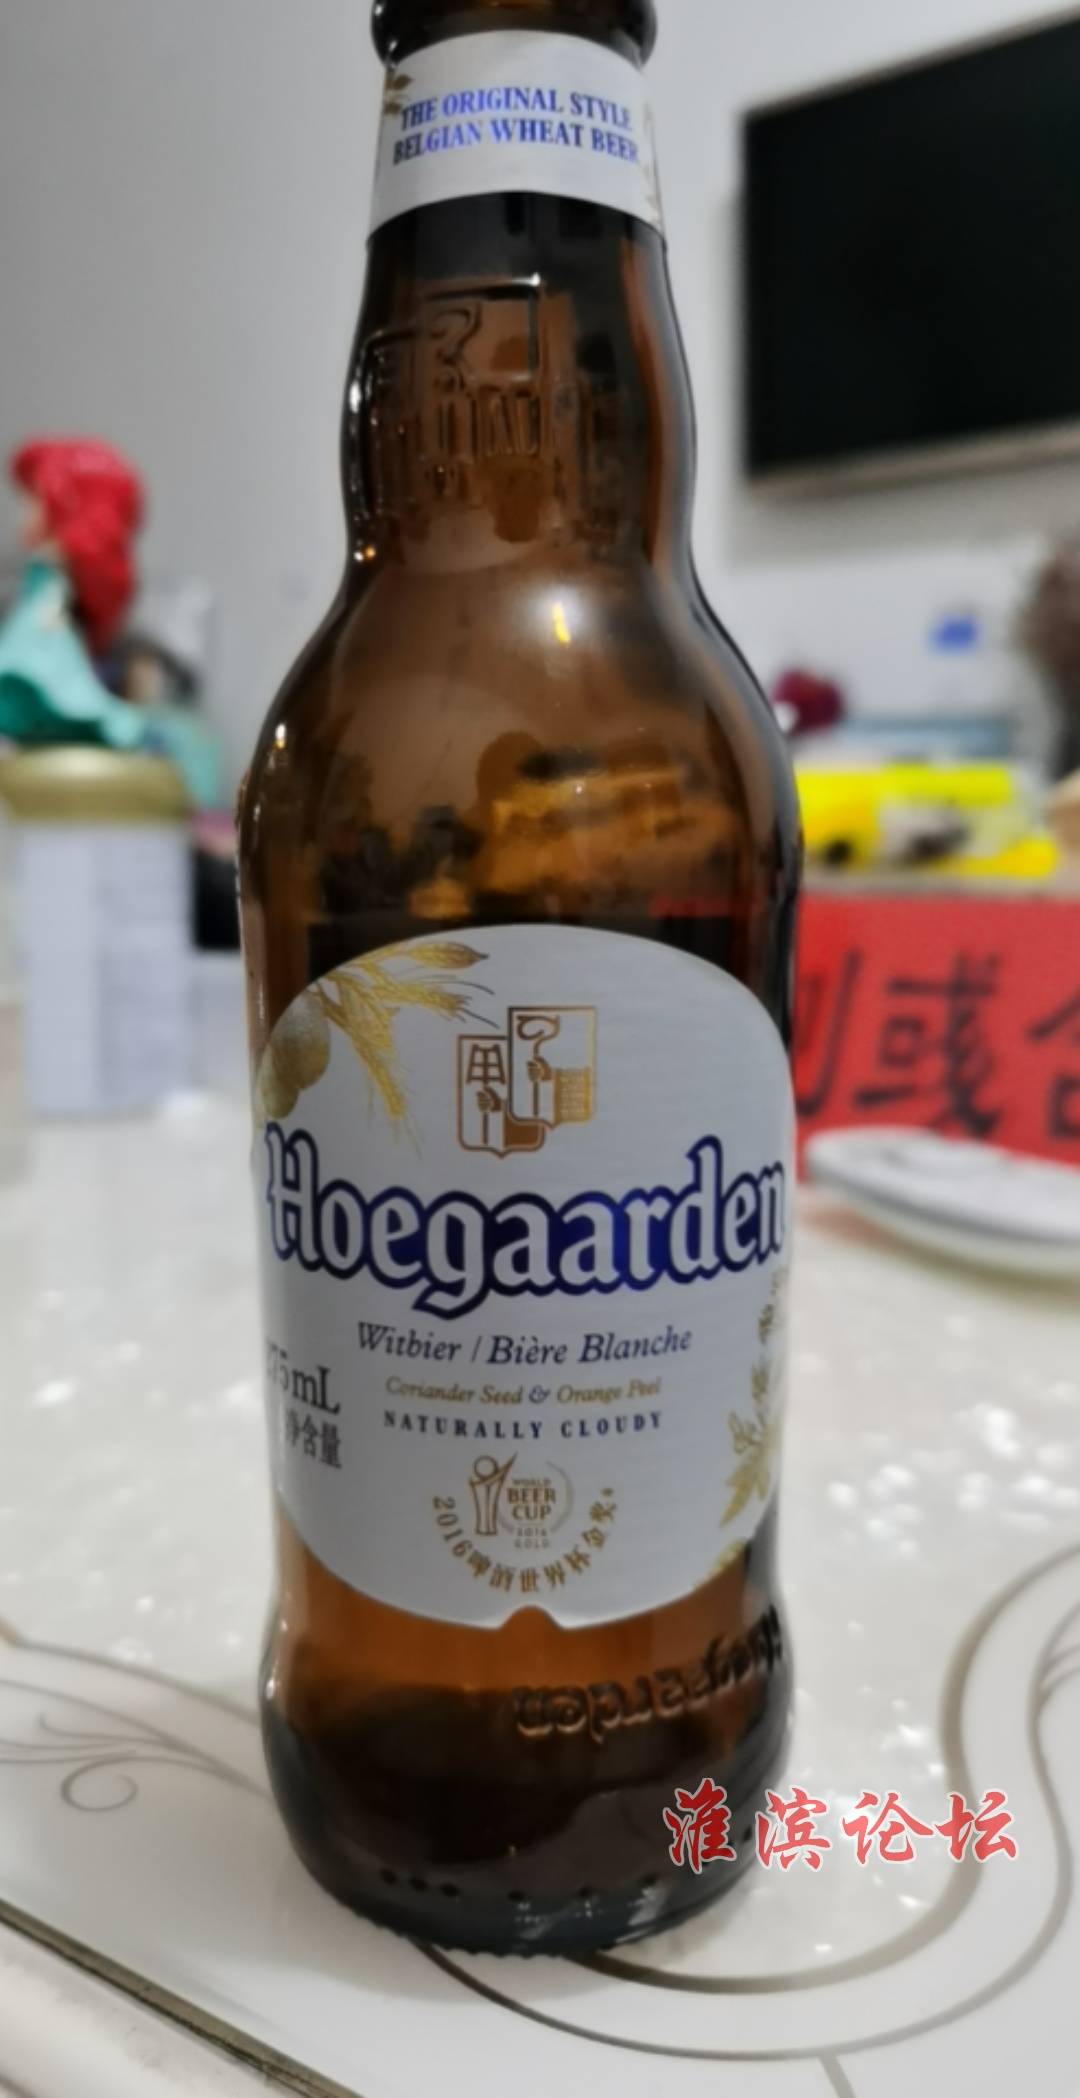 THE ORIGINAL STYLE
BELGIAN WHEAT BEER
Hoegaarden
Witbier / Bière Blanche
75mL
Coriander Seed & Orange Peel
NATURALLY CLOUDY
净含量
WORLD
BEER
CUP
2016
GOLD
2016啤酒世界杯金奖
Hoegaarden
或
淮滨论坛